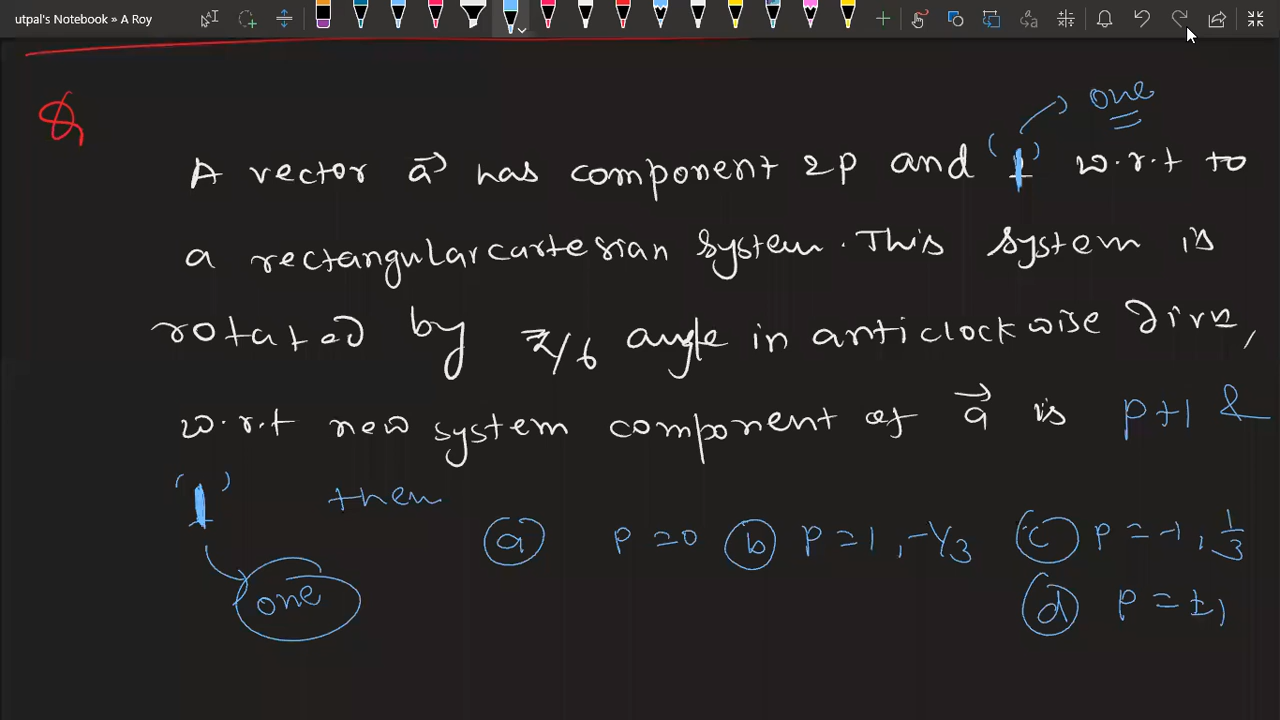 utpal's Notebook » A Roy
Q
one
A vector a⃗ has component 2p and '1' w.r.t to
a rectangularcartesian system. This system is
rotated by π/6 angle in anticlockwise dirn,
w.r.t new system component of a⃗ is p+1 &
'1' then
(a) p = 0 (b) p = 1, -1/3 (c) p = -1, 1/3
one
(d) p = ±1